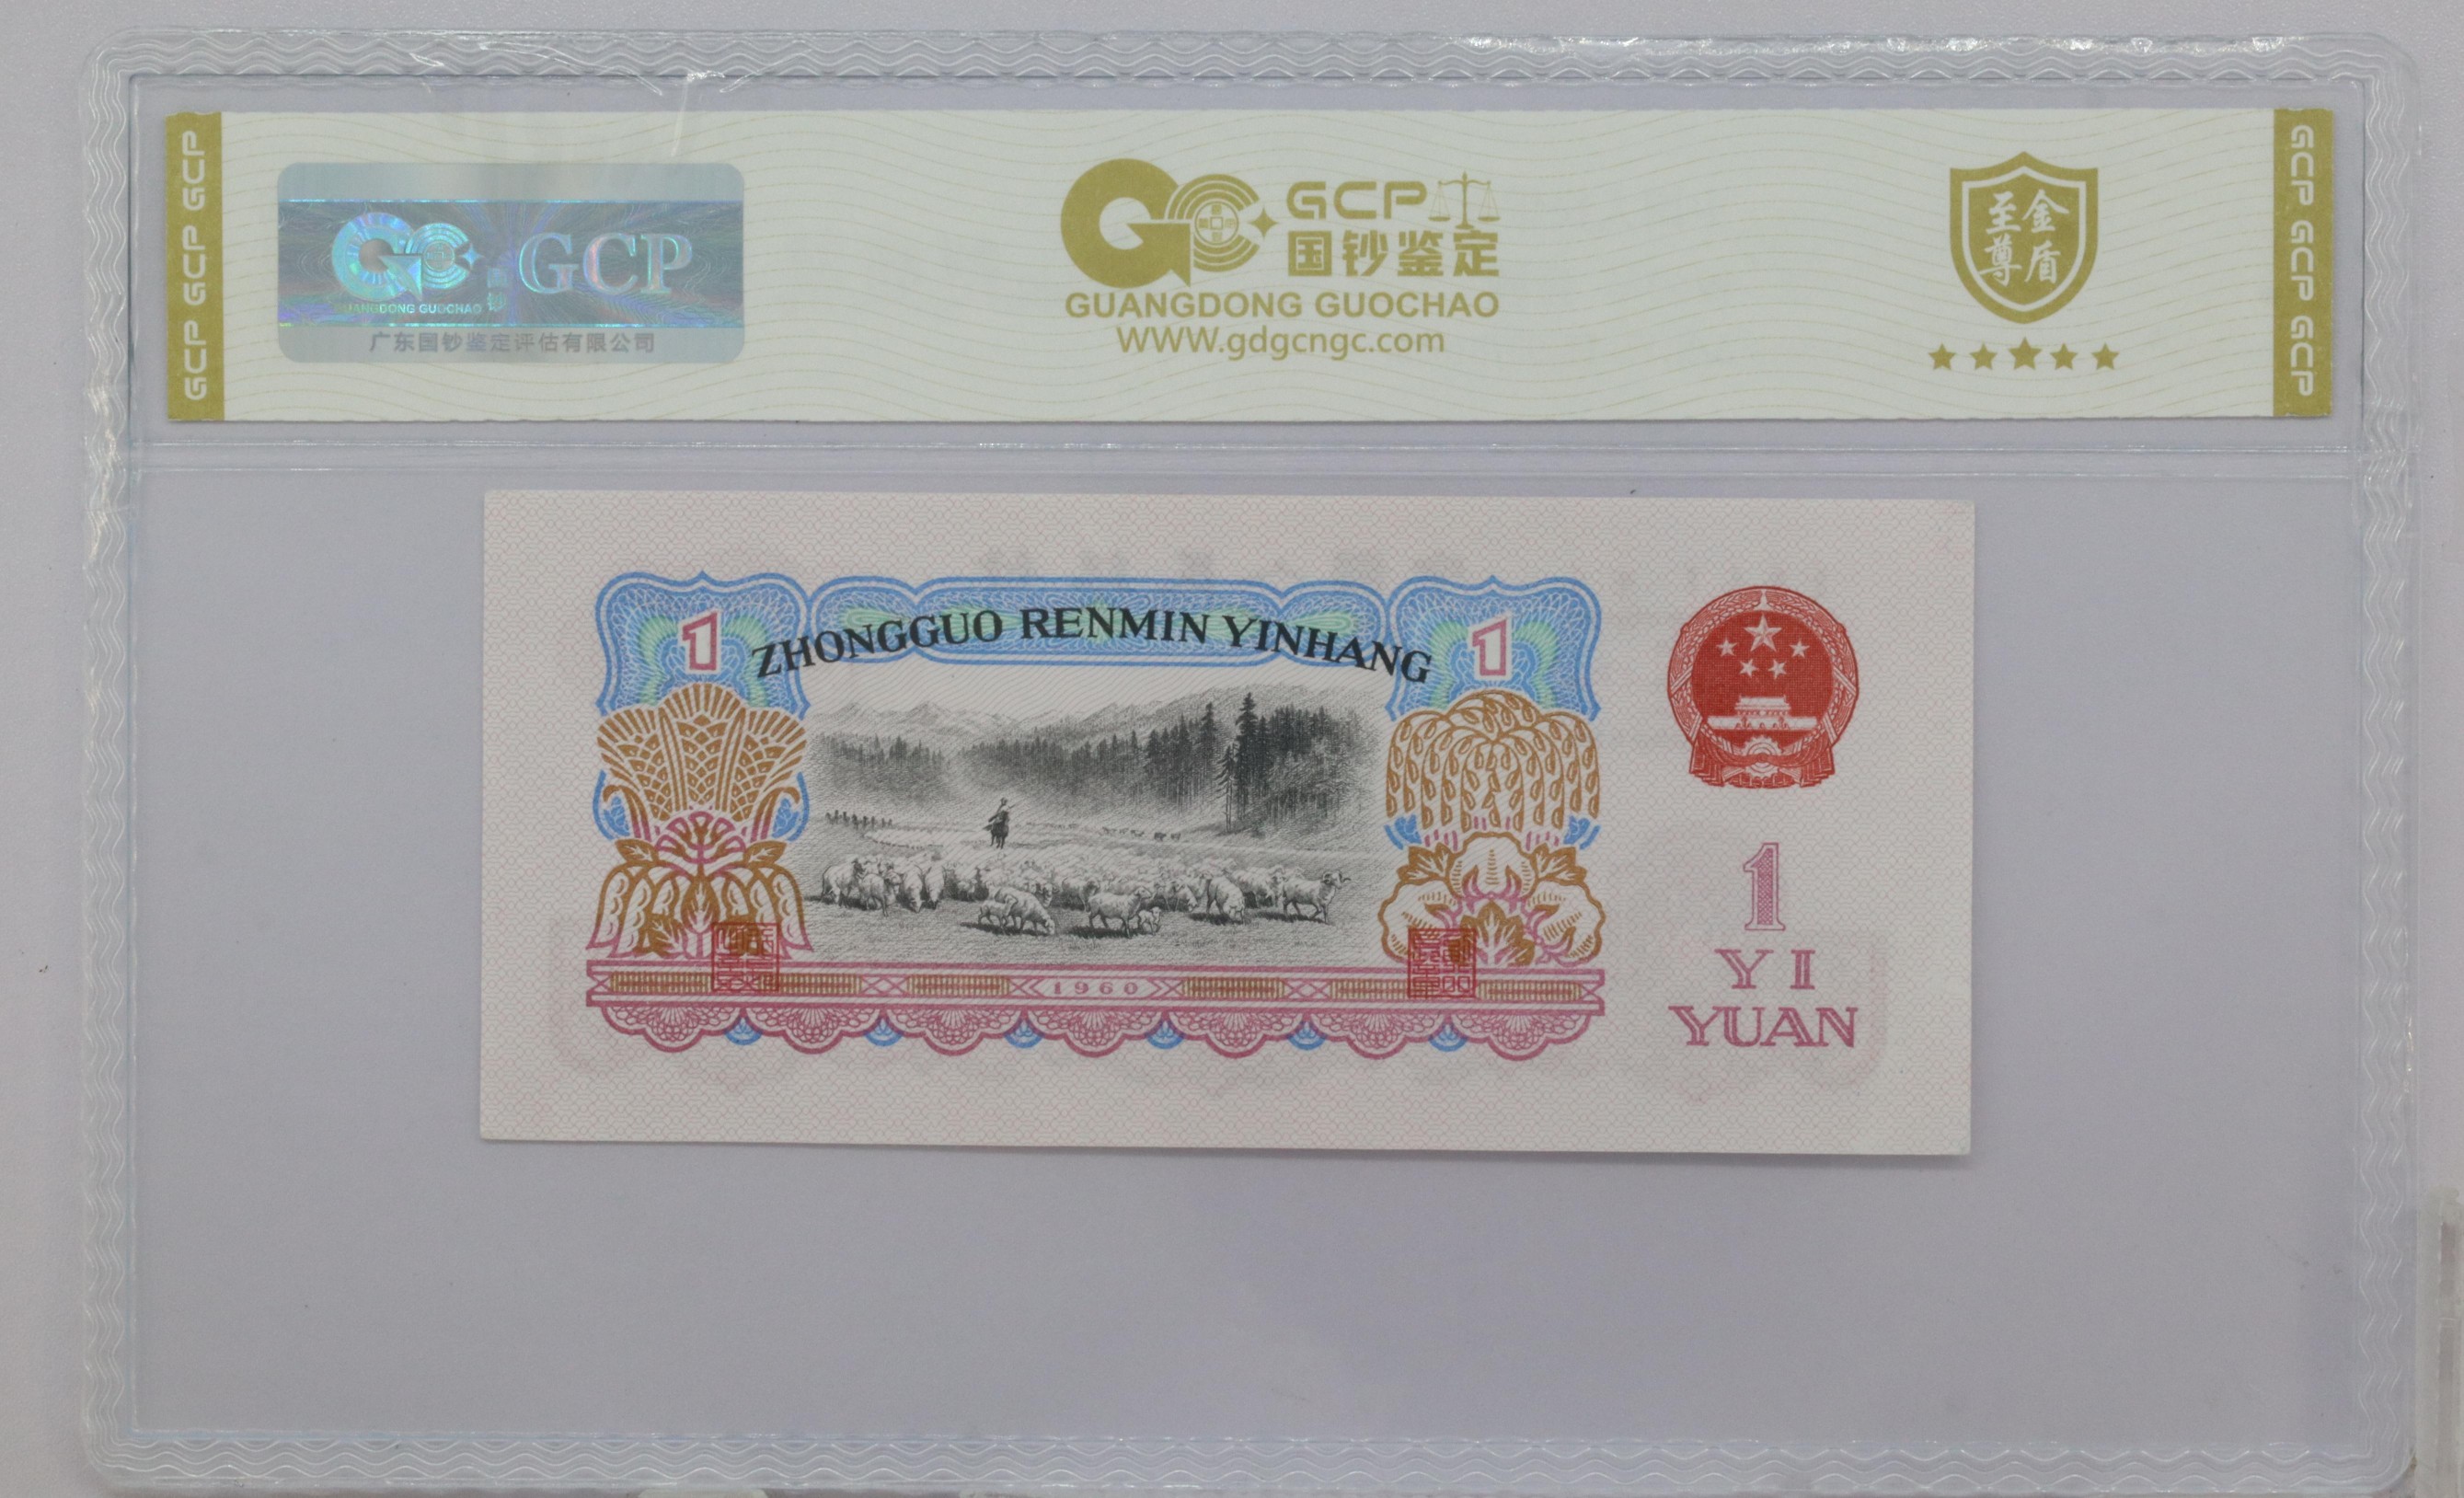 GCP GCP GCP
GCP
GUANGDONG GUOCHAO
国钞
广东国钞鉴定评估有限公司
GCP
国钞鉴定
GUANGDONG GUOCHAO
WWW.gdgcngc.com
至尊金盾
GCP GCP GCP
1
ZHONGGUO RENMIN YINHANG
1
1960
1
YI
YUAN